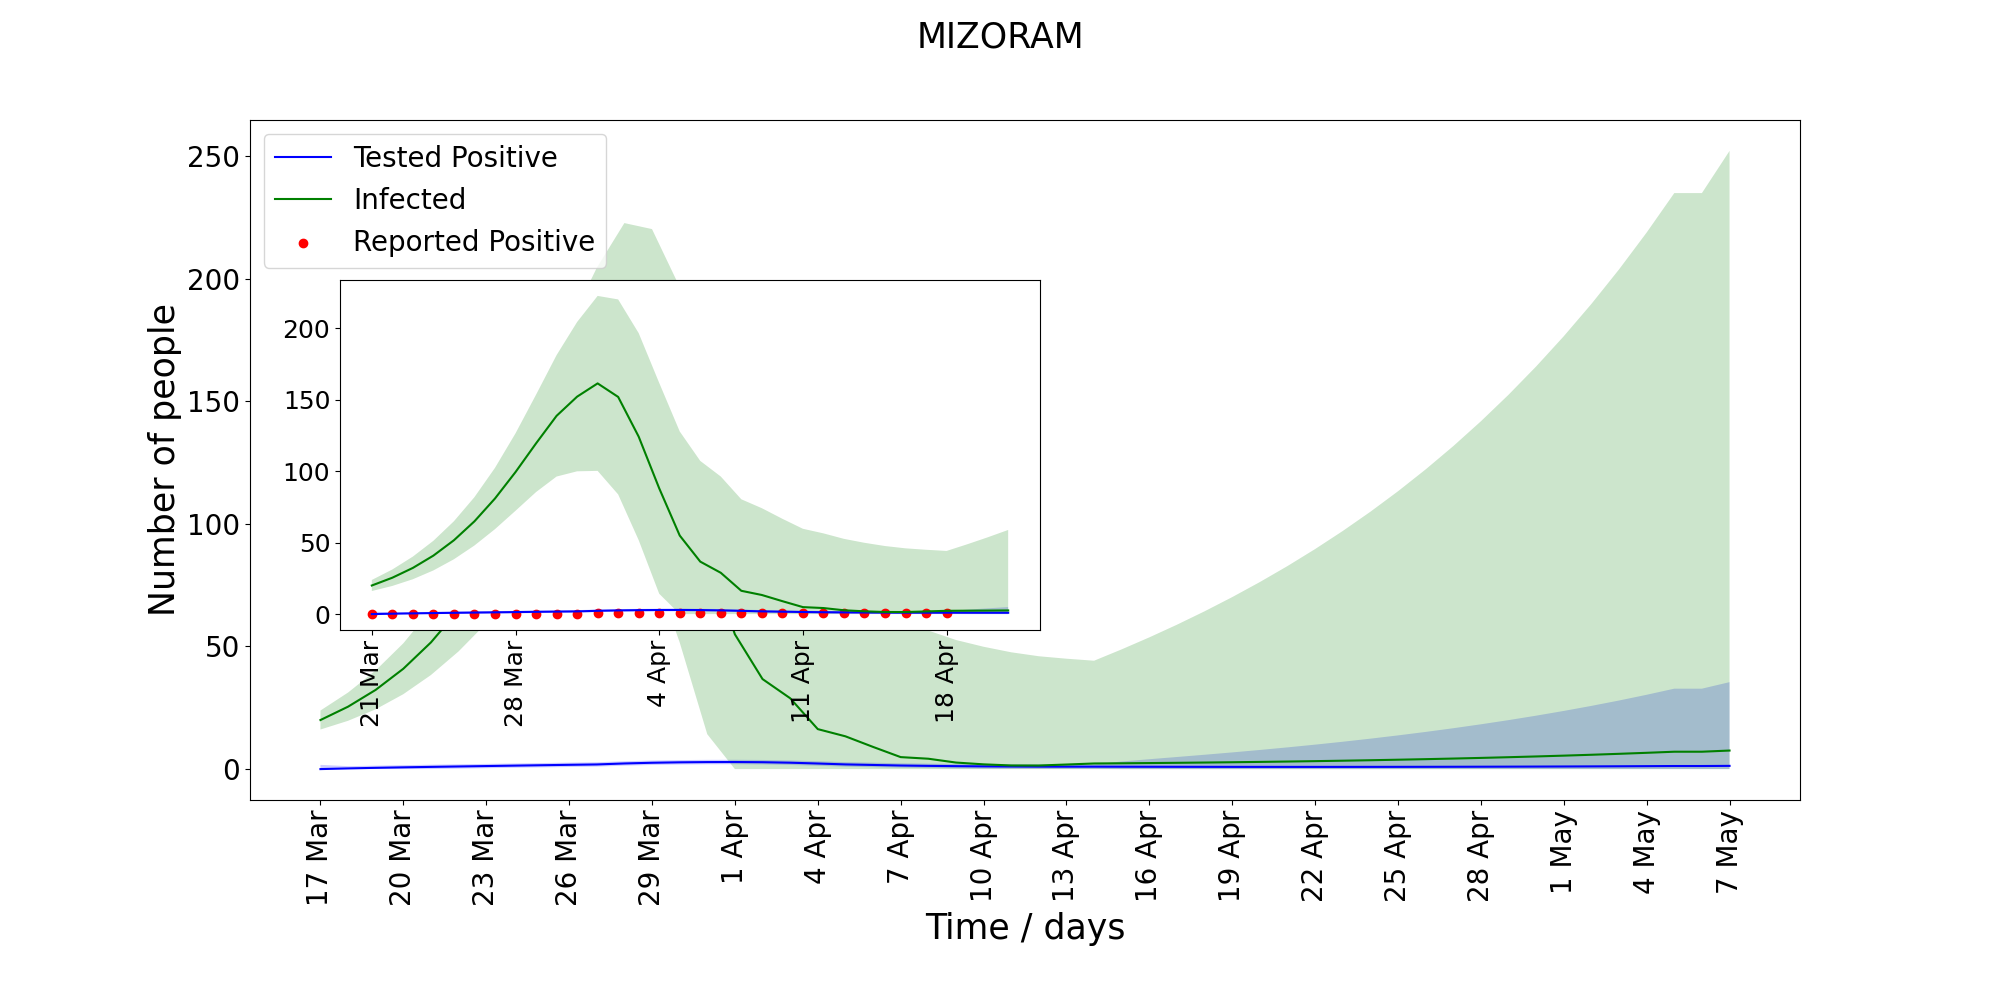 MIZORAM
Tested Positive
Infected
Reported Positive
Number of people
250
200
150
100
50
0
200
150
100
50
0
21 Mar
28 Mar
4 Apr
11 Apr
18 Apr
17 Mar
20 Mar
23 Mar
26 Mar
29 Mar
1 Apr
4 Apr
7 Apr
10 Apr
13 Apr
16 Apr
19 Apr
22 Apr
25 Apr
28 Apr
1 May
4 May
7 May
Time / days